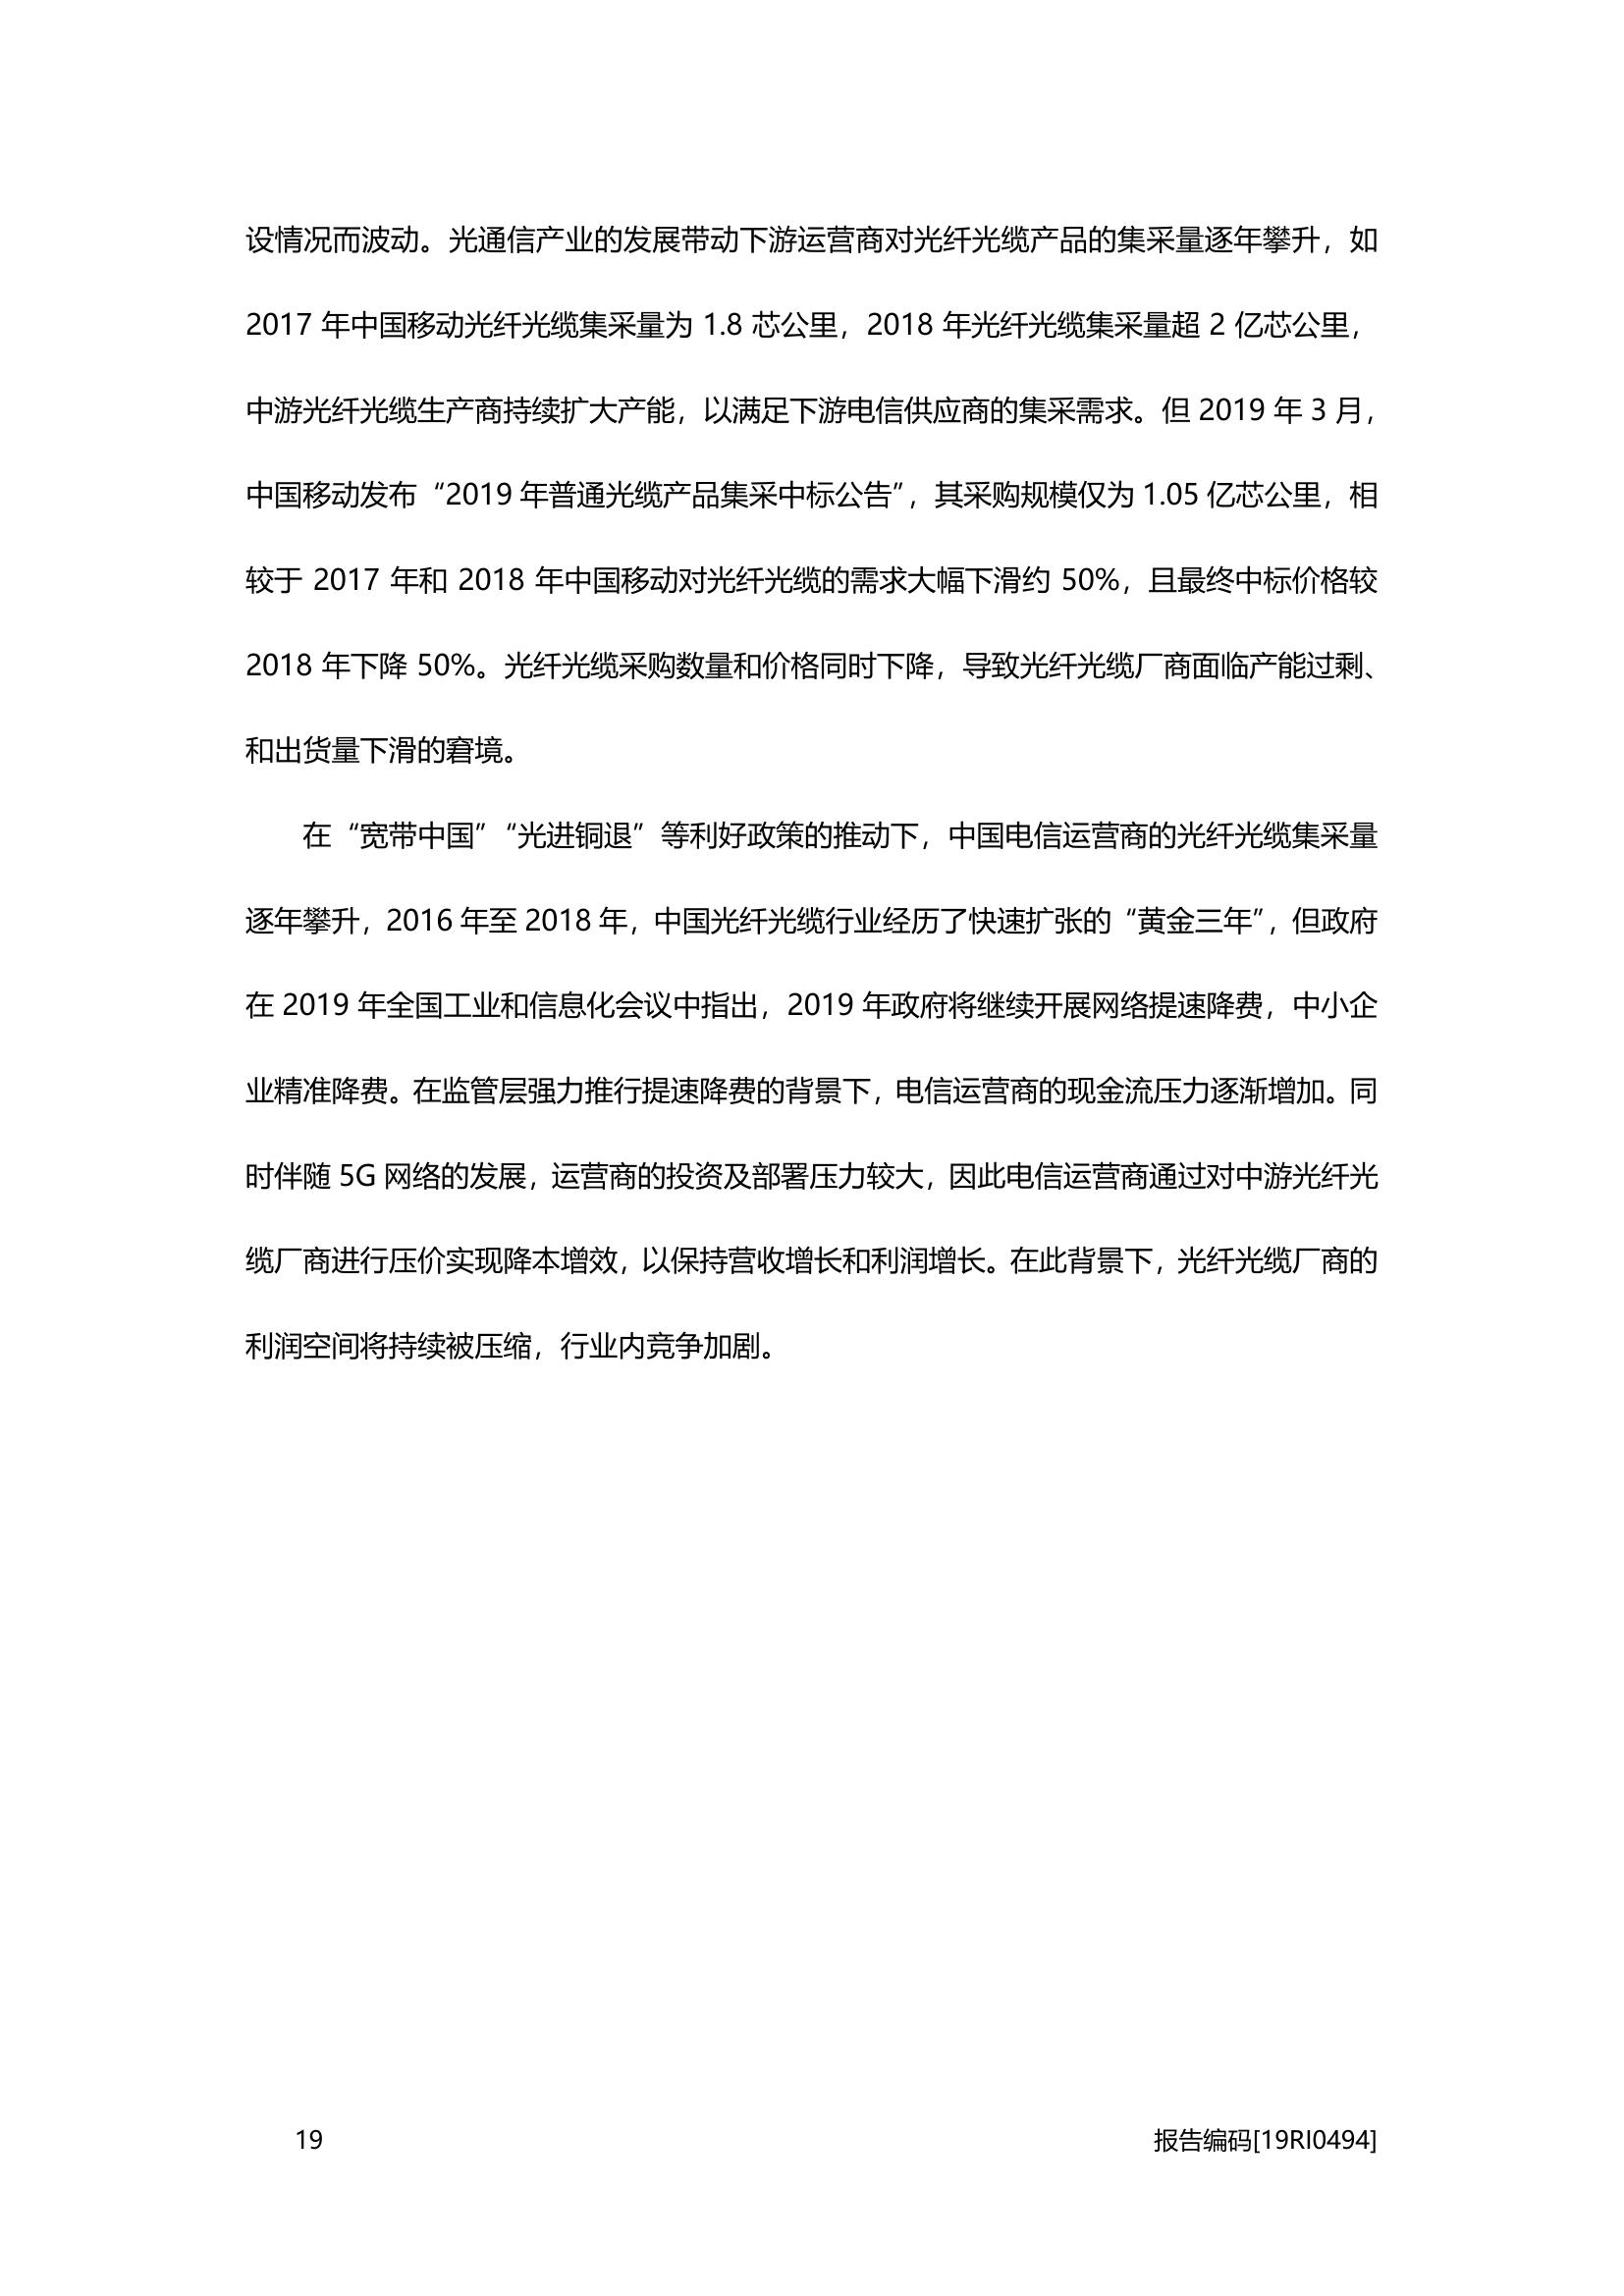 设情况而波动。光通信产业的发展带动下游运营商对光纤光缆产品的集采量逐年攀升，如
2017 年中国移动光纤光缆集采量为 1.8 芯公里，2018 年光纤光缆集采量超 2 亿芯公里，
中游光纤光缆生产商持续扩大产能，以满足下游电信供应商的集采需求。但 2019 年 3 月，
中国移动发布“2019 年普通光缆产品集采中标公告”，其采购规模仅为 1.05 亿芯公里，相
较于 2017 年和 2018 年中国移动对光纤光缆的需求大幅下滑约 50%，且最终中标价格较
2018 年下降 50%。光纤光缆采购数量和价格同时下降，导致光纤光缆厂商面临产能过剩、
和出货量下滑的窘境。
在“宽带中国”“光进铜退”等利好政策的推动下，中国电信运营商的光纤光缆集采量
逐年攀升，2016 年至 2018 年，中国光纤光缆行业经历了快速扩张的“黄金三年”，但政府
在 2019 年全国工业和信息化会议中指出，2019 年政府将继续开展网络提速降费，中小企
业精准降费。在监管层强力推行提速降费的背景下，电信运营商的现金流压力逐渐增加。同
时伴随 5G 网络的发展，运营商的投资及部署压力较大，因此电信运营商通过对中游光纤光
缆厂商进行压价实现降本增效，以保持营收增长和利润增长。在此背景下，光纤光缆厂商的
利润空间将持续被压缩，行业内竞争加剧。
19 报告编码[19RI0494]